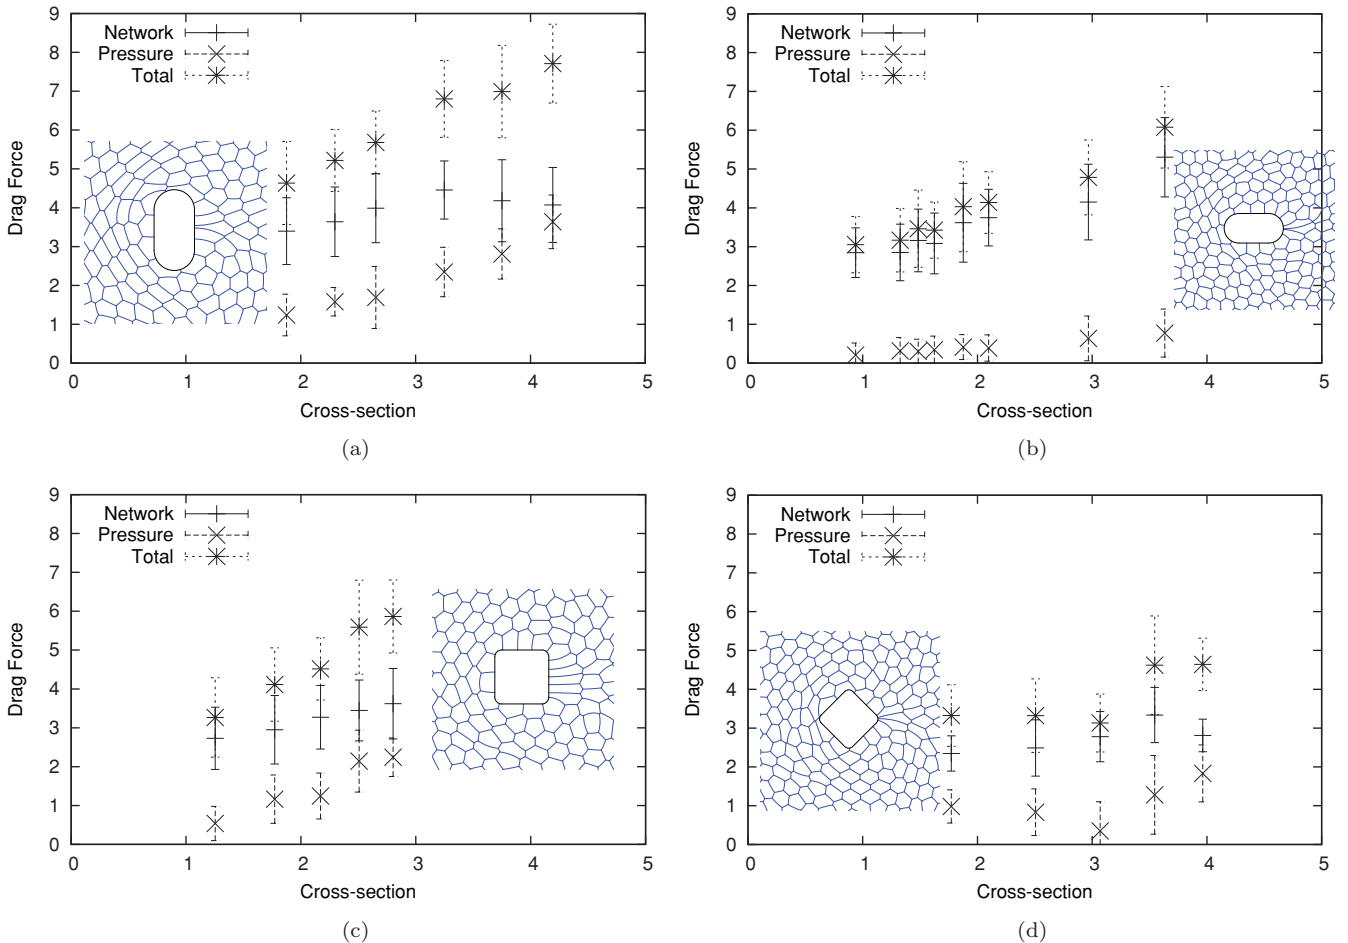 9
8
7
6
5
4
3
2
1
0
Drag Force
Network
Pressure
Total
0 1 2 3 4 5
Cross-section
(a)
9
8
7
6
5
4
3
2
1
0
Drag Force
Network
Pressure
Total
0 1 2 3 4 5
Cross-section
(b)
9
8
7
6
5
4
3
2
1
0
Drag Force
Network
Pressure
Total
0 1 2 3 4 5
Cross-section
(c)
9
8
7
6
5
4
3
2
1
0
Drag Force
Network
Pressure
Total
0 1 2 3 4 5
Cross-section
(d)